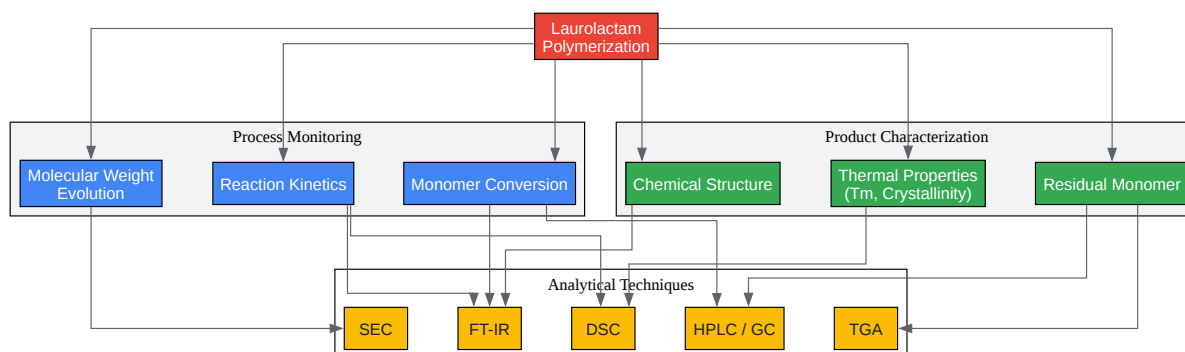 Laurolactam
Polymerization
Process Monitoring
Product Characterization
Molecular Weight
Evolution
Reaction Kinetics
Monomer Conversion
Chemical Structure
Thermal Properties
(Tm, Crystallinity)
Residual Monomer
Analytical Techniques
SEC
FT-IR
DSC
HPLC / GC
TGA